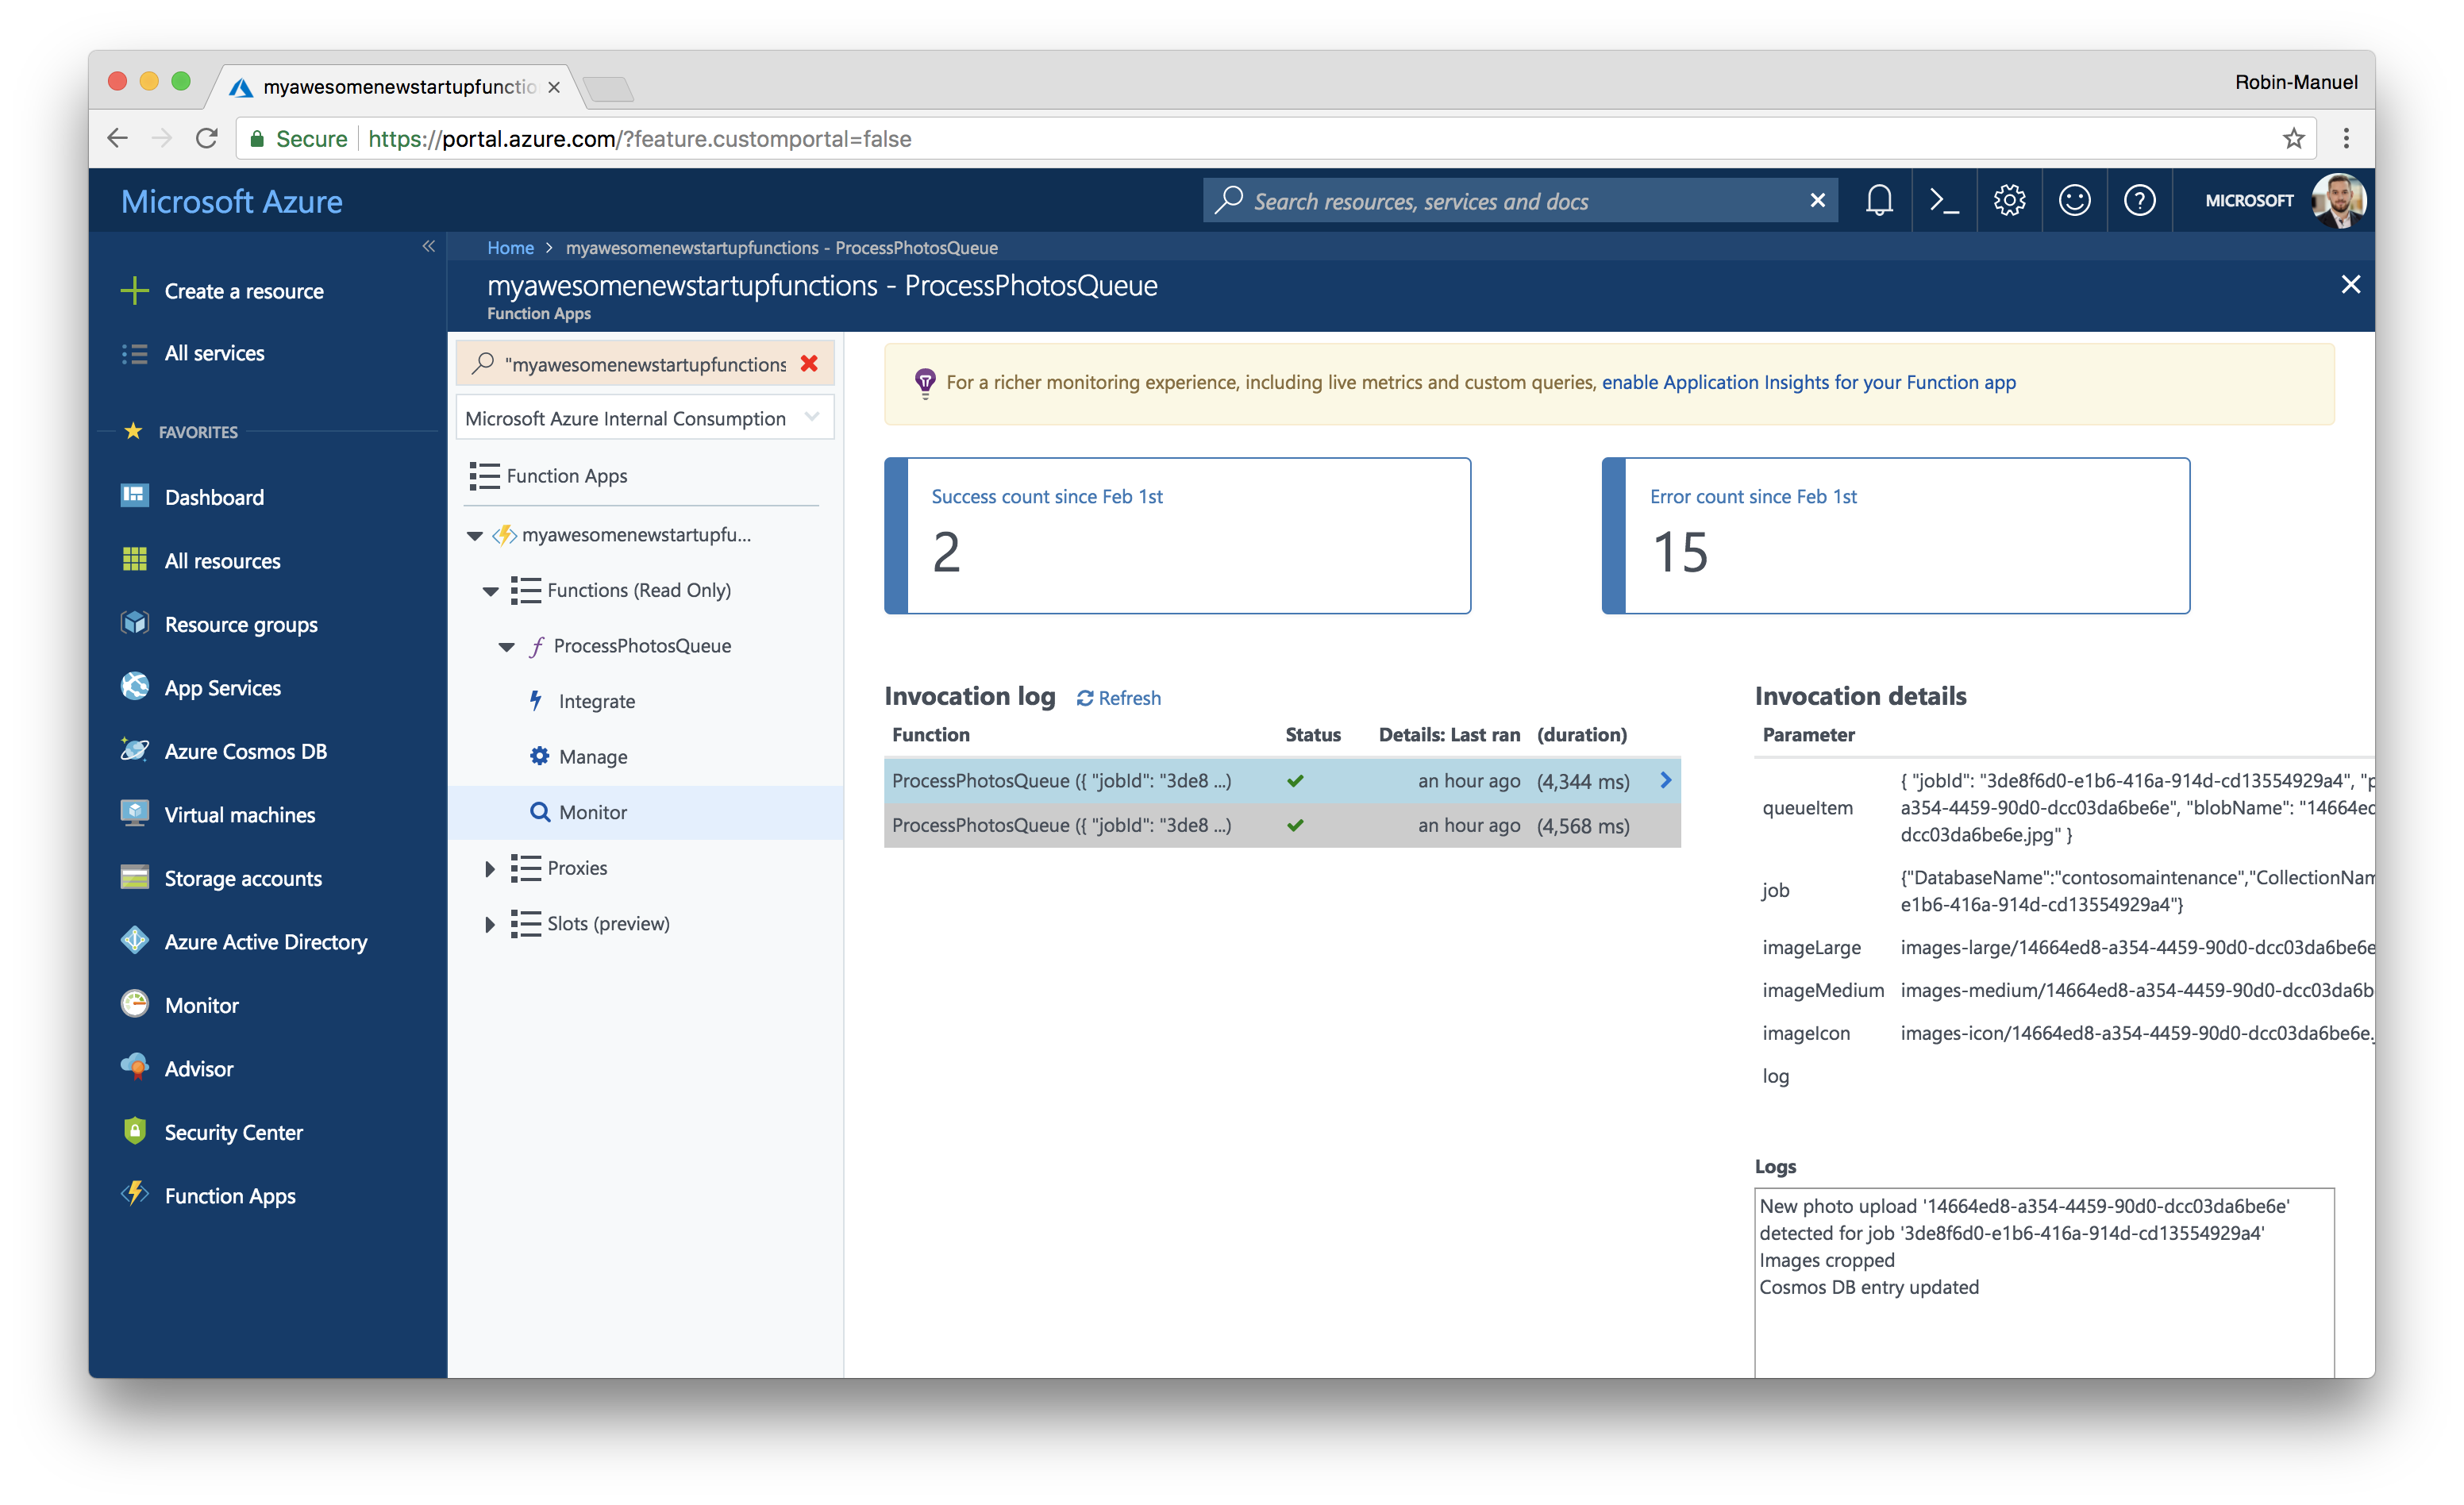 myawesomenewstartupfunctio
Robin-Manuel
Secure https://portal.azure.com/?feature.customportal=false
Microsoft Azure
Search resources, services and docs
MICROSOFT
Home > myawesomenewstartupfunctions - ProcessPhotosQueue
myawesomenewstartupfunctions - ProcessPhotosQueue
Function Apps
Create a resource
All services
FAVORITES
Dashboard
All resources
Resource groups
App Services
Azure Cosmos DB
Virtual machines
Storage accounts
Azure Active Directory
Monitor
Advisor
Security Center
Function Apps
"myawesomenewstartupfunctions
Microsoft Azure Internal Consumption
Function Apps
myawesomenewstartupfu...
Functions (Read Only)
ProcessPhotosQueue
Integrate
Manage
Monitor
Proxies
Slots (preview)
For a richer monitoring experience, including live metrics and custom queries, enable Application Insights for your Function app
Success count since Feb 1st
2
Error count since Feb 1st
15
Invocation log Refresh
Function Status Details: Last ran (duration)
ProcessPhotosQueue ({ "jobId": "3de8 ...) an hour ago (4,344 ms)
ProcessPhotosQueue ({ "jobId": "3de8 ...) an hour ago (4,568 ms)
Invocation details
Parameter
queueItem
{ "jobId": "3de8f6d0-e1b6-416a-914d-cd13554929a4", "p
a354-4459-90d0-dcc03da6be6e", "blobName": "14664ec
dcc03da6be6e.jpg" }
job
{"DatabaseName":"contosomaintenance","CollectionNam
e1b6-416a-914d-cd13554929a4"}
imageLarge images-large/14664ed8-a354-4459-90d0-dcc03da6be6e
imageMedium images-medium/14664ed8-a354-4459-90d0-dcc03da6b
imageIcon images-icon/14664ed8-a354-4459-90d0-dcc03da6be6e.
log
Logs
New photo upload '14664ed8-a354-4459-90d0-dcc03da6be6e'
detected for job '3de8f6d0-e1b6-416a-914d-cd13554929a4'
Images cropped
Cosmos DB entry updated